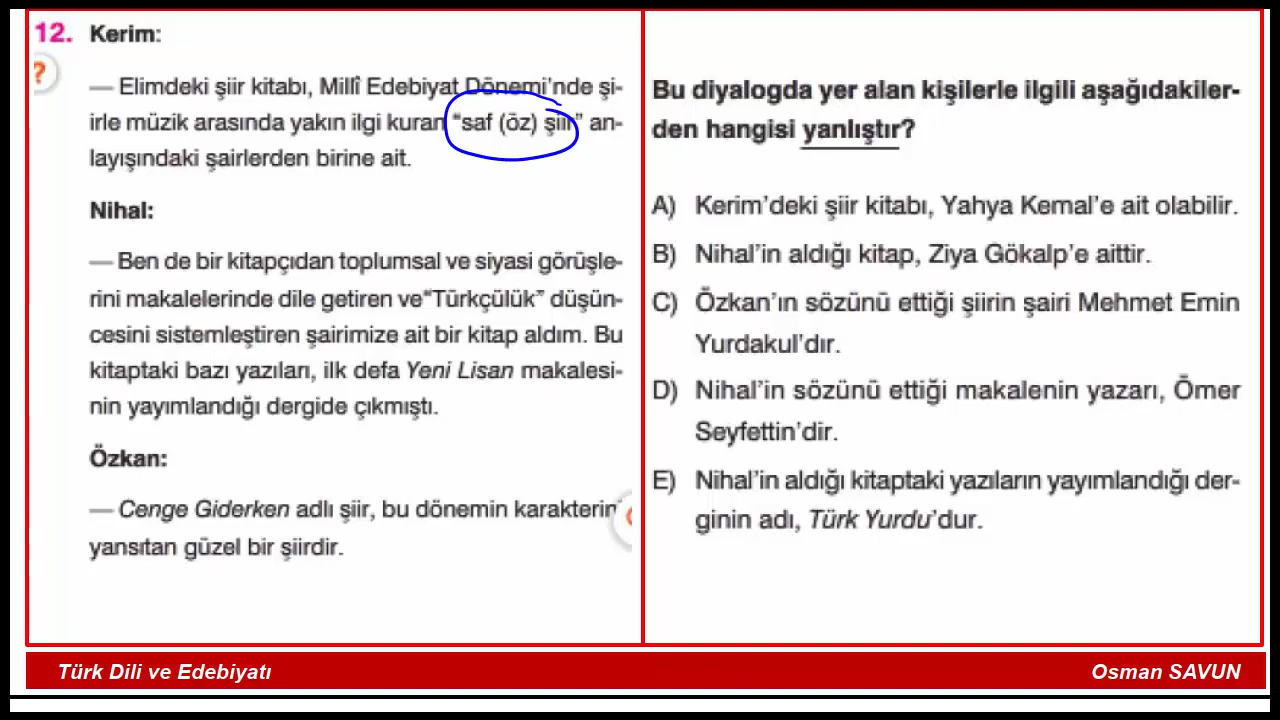 12. Kerim:
?
— Elimdeki şiir kitabı, Millî Edebiyat Dönemi’nde şi-
irle müzik arasında yakın ilgi kuran “saf (öz) şiir” an-
layışındaki şairlerden birine ait.
Nihal:
— Ben de bir kitapçıdan toplumsal ve siyasi görüşle-
rini makalelerinde dile getiren ve“Türkçülük” düşün-
cesini sistemleştiren şairimize ait bir kitap aldım. Bu
kitaptaki bazı yazıları, ilk defa Yeni Lisan makalesi-
nin yayımlandığı dergide çıkmıştı.
Özkan:
— Cenge Giderken adlı şiir, bu dönemin karakterini
yansıtan güzel bir şiirdir.
Bu diyalogda yer alan kişilerle ilgili aşağıdakiler-
den hangisi yanlıştır?
A) Kerim’deki şiir kitabı, Yahya Kemal’e ait olabilir.
B) Nihal’in aldığı kitap, Ziya Gökalp’e aittir.
C) Özkan’ın sözünü ettiği şiirin şairi Mehmet Emin
Yurdakul’dır.
D) Nihal’in sözünü ettiği makalenin yazarı, Ömer
Seyfettin’dir.
E) Nihal’in aldığı kitaptaki yazıların yayımlandığı der-
ginin adı, Türk Yurdu’dur.
Türk Dili ve Edebiyatı
Osman SAVUN